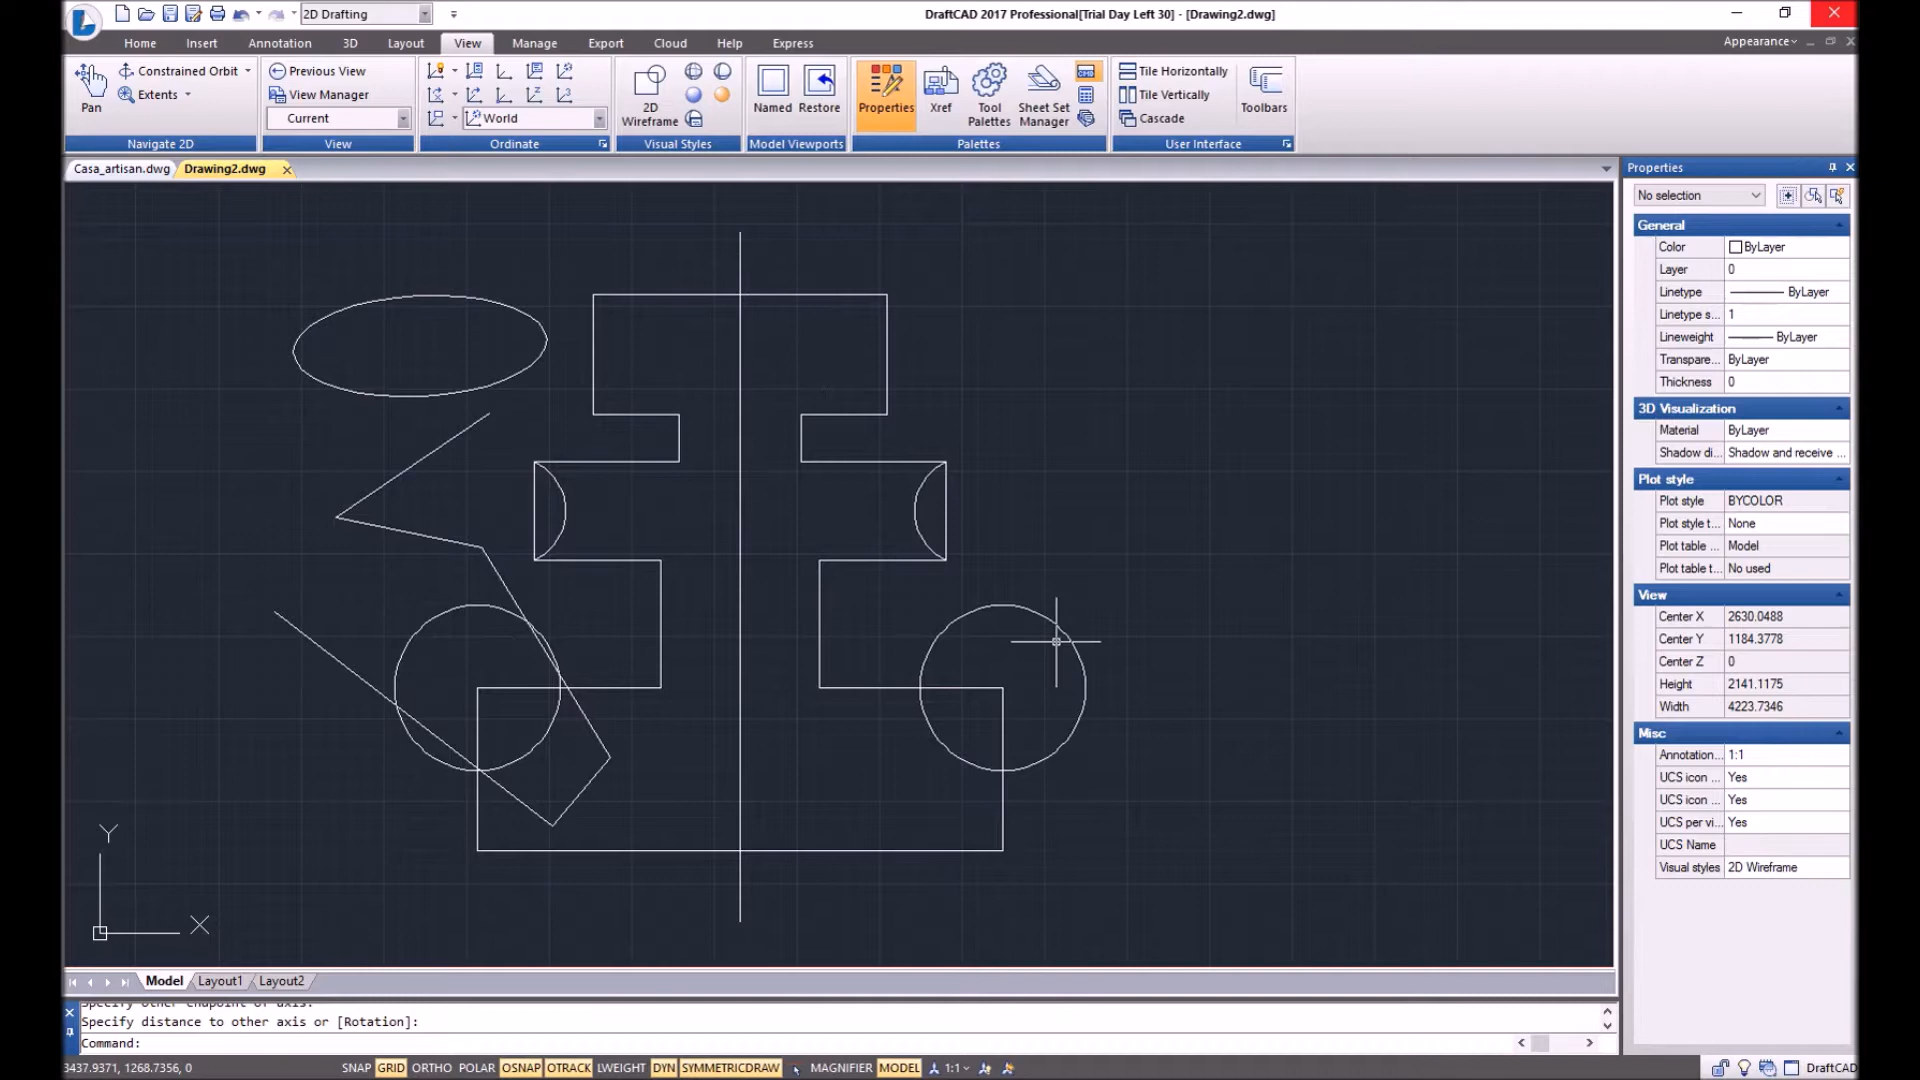 2D Drafting
DraftCAD 2017 Professional[Trial Day Left 30] - [Drawing2.dwg]
Home Insert Annotation 3D Layout View Manage Export Cloud Help Express
Appearance
Pan
Constrained Orbit
Extents
Navigate 2D
Previous View
View Manager
Current
View
World
Ordinate
2D
Wireframe
Visual Styles
Named Restore
Model Viewports
Properties Xref
Tool
Palettes
Sheet Set
Manager
CMD
Palettes
Tile Horizontally
Tile Vertically
Cascade
Toolbars
User Interface
Casa_artisan.dwg Drawing2.dwg
Y
X
Properties
No selection
General
Color ByLayer
Layer 0
Linetype ByLayer
Linetype s... 1
Lineweight ByLayer
Transpare... ByLayer
Thickness 0
3D Visualization
Material ByLayer
Shadow di... Shadow and receive ...
Plot style
Plot style BYCOLOR
Plot style t... None
Plot table ... Model
Plot table t... No used
View
Center X 2630.0488
Center Y 1184.3778
Center Z 0
Height 2141.1175
Width 4223.7346
Misc
Annotation... 1:1
UCS icon ... Yes
UCS icon ... Yes
UCS per vi... Yes
UCS Name
Visual styles 2D Wireframe
Model Layout1 Layout2
Specify other endpoint of axis:
Specify distance to other axis or [Rotation]:
Command:
3437.9371, 1268.7356, 0
SNAP GRID ORTHO POLAR OSNAP OTRACK LWEIGHT DYN SYMMETRICDRAW MAGNIFIER MODEL 1:1
DraftCAD